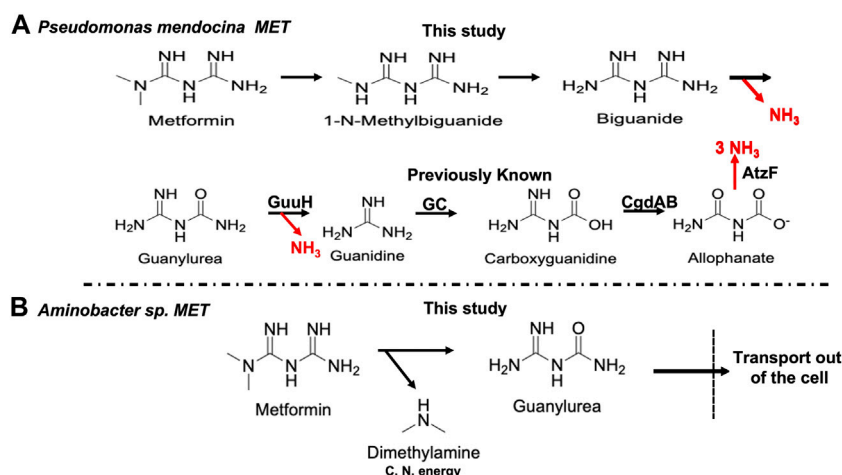 A Pseudomonas mendocina MET
This study
NH NH
N N H NH2
Metformin
NH NH
N H N H NH2
1-N-Methylbiguanide
NH NH
H2N N H NH2
Biguanide
NH3
3 NH3
AtzF
Previously Known
NH O
H2N N H NH2
Guanylurea
GuuH
NH3
NH
H2N NH2
Guanidine
GC
NH O
H2N N H OH
Carboxyguanidine
CgdAB
O O
H2N N H O-
Allophanate
B Aminobacter sp. MET
This study
NH NH
N N H NH2
Metformin
H
N
Dimethylamine
C, N, energy
NH O
H2N N H NH2
Guanylurea
Transport out
of the cell